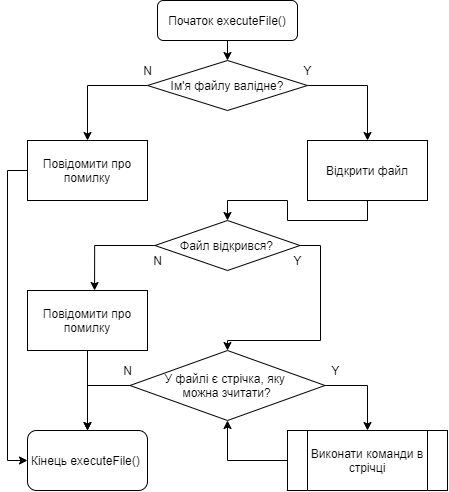 Початок executeFile()
N
Y
Ім'я файлу валідне?
Повідомити про
помилку
Відкрити файл
Файл відкрився?
N
Y
Повідомити про
помилку
N
Y
У файлі є стрічка, яку
можна зчитати?
Кінець executeFile()
Виконати команди в
стрічці